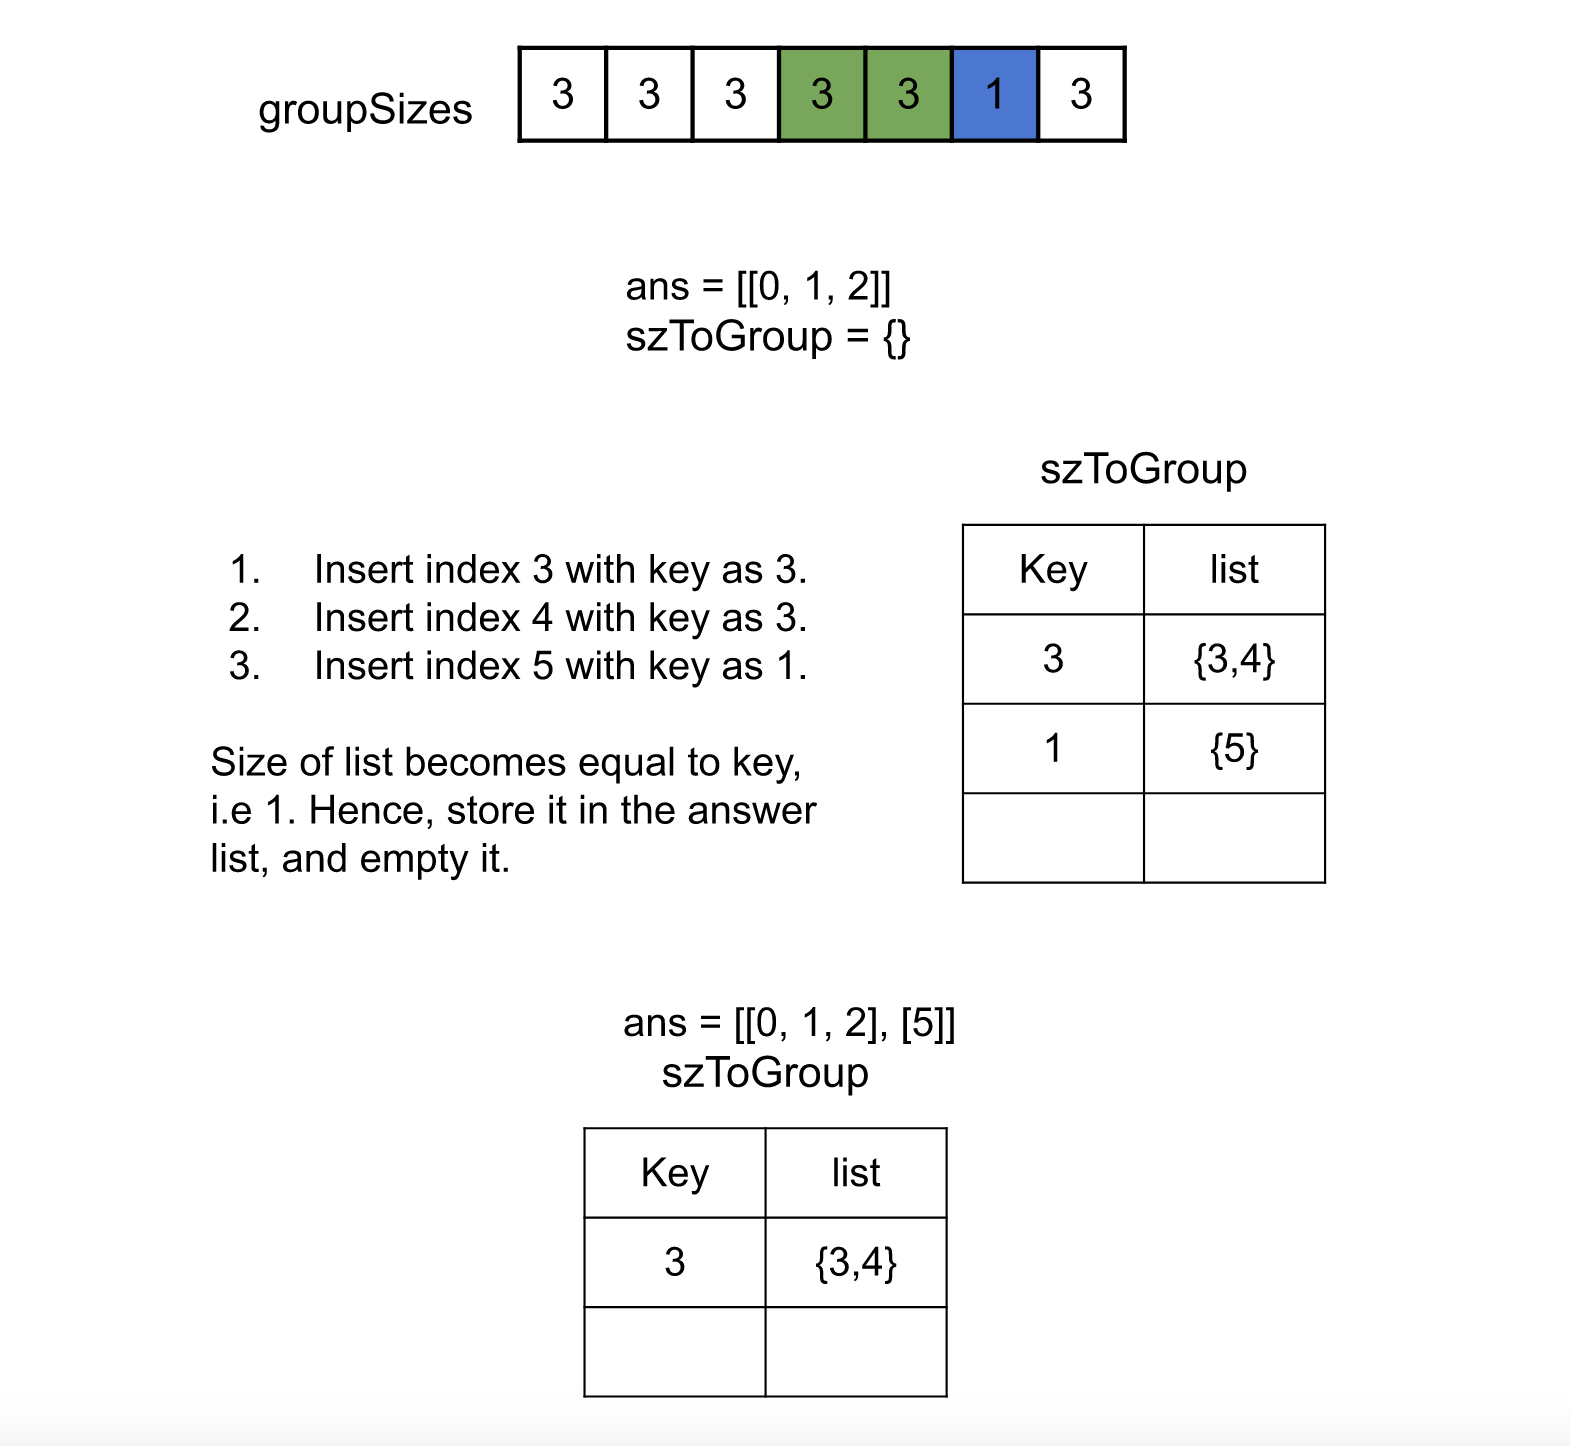 groupSizes 3 3 3 3 3 1 3
ans = [[0, 1, 2]]
szToGroup = {}
szToGroup
Key list
3 {3,4}
1 {5}
1. Insert index 3 with key as 3.
2. Insert index 4 with key as 3.
3. Insert index 5 with key as 1.
Size of list becomes equal to key,
i.e 1. Hence, store it in the answer
list, and empty it.
ans = [[0, 1, 2], [5]]
szToGroup
Key list
3 {3,4}